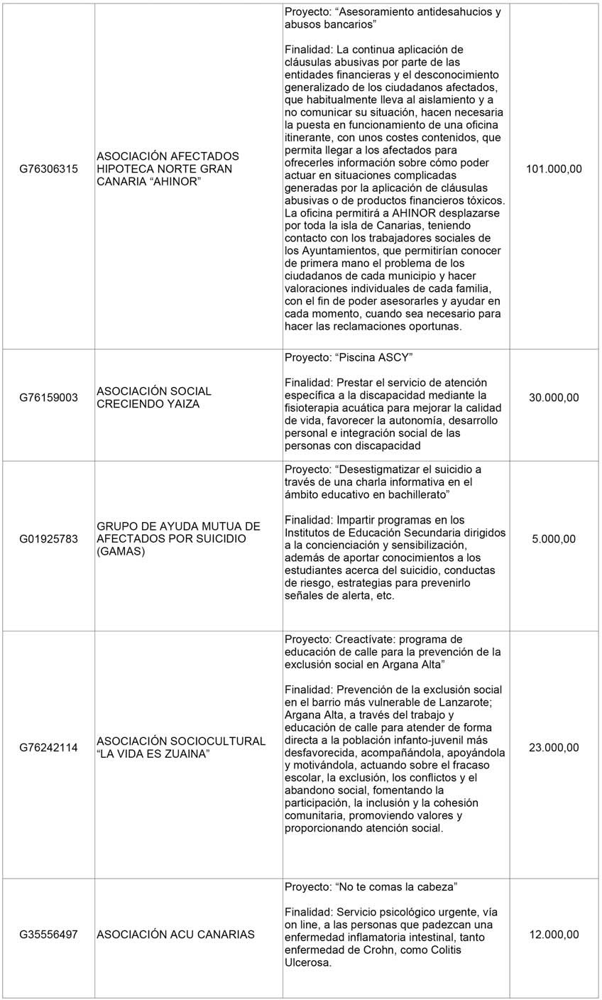 Proyecto: “Asesoramiento antidesahucios y
abusos bancarios”
Finalidad: La continua aplicación de
cláusulas abusivas por parte de las
entidades financieras y el desconocimiento
generalizado de los ciudadanos afectados,
que habitualmente lleva al aislamiento y a
no comunicar su situación, hacen necesaria
la puesta en funcionamiento de una oficina
itinerante, con unos costes contenidos, que
permita llegar a los afectados para
ofrecerles información sobre cómo poder
actuar en situaciones complicadas
generadas por la aplicación de cláusulas
abusivas o de productos financieros tóxicos.
La oficina permitirá a AHINOR desplazarse
por toda la isla de Canarias, teniendo
contacto con los trabajadores sociales de
los Ayuntamientos, que permitirían conocer
de primera mano el problema de los
ciudadanos de cada municipio y hacer
valoraciones individuales de cada familia,
con el fin de poder asesorarles y ayudar en
cada momento, cuando sea necesario para
hacer las reclamaciones oportunas.
G76306315
ASOCIACIÓN AFECTADOS
HIPOTECA NORTE GRAN
CANARIA “AHINOR”
101.000,00
G76159003
ASOCIACIÓN SOCIAL
CRECIENDO YAIZA
Proyecto: “Piscina ASCY”
Finalidad: Prestar el servicio de atención
específica a la discapacidad mediante la
fisioterapia acuática para mejorar la calidad
de vida, favorecer la autonomía, desarrollo
personal e integración social de las
personas con discapacidad
30.000,00
G01925783
GRUPO DE AYUDA MUTUA DE
AFECTADOS POR SUICIDIO
(GAMAS)
Proyecto: “Desestigmatizar el suicidio a
través de una charla informativa en el
ámbito educativo en bachillerato”
Finalidad: Impartir programas en los
Institutos de Educación Secundaria dirigidos
a la concienciación y sensibilización,
además de aportar conocimientos a los
estudiantes acerca del suicidio, conductas
de riesgo, estrategias para prevenirlo
señales de alerta, etc.
5.000,00
G76242114
ASOCIACIÓN SOCIOCULTURAL
“LA VIDA ES ZUAINA”
Proyecto: Creactívate: programa de
educación de calle para la prevención de la
exclusión social en Argana Alta”
Finalidad: Prevención de la exclusión social
en el barrio más vulnerable de Lanzarote;
Argana Alta, a través del trabajo y
educación de calle para atender de forma
directa a la población infanto-juvenil más
desfavorecida, acompañándola, apoyándola
y motivándola, actuando sobre el fracaso
escolar, la exclusión, los conflictos y el
abandono social, fomentando la
participación, la inclusión y la cohesión
comunitaria, promoviendo valores y
proporcionando atención social.
23.000,00
G35556497
ASOCIACIÓN ACU CANARIAS
Proyecto: “No te comas la cabeza”
Finalidad: Servicio psicológico urgente, vía
on line, a las personas que padezcan una
enfermedad inflamatoria intestinal, tanto
enfermedad de Crohn, como Colitis
Ulcerosa.
12.000,00